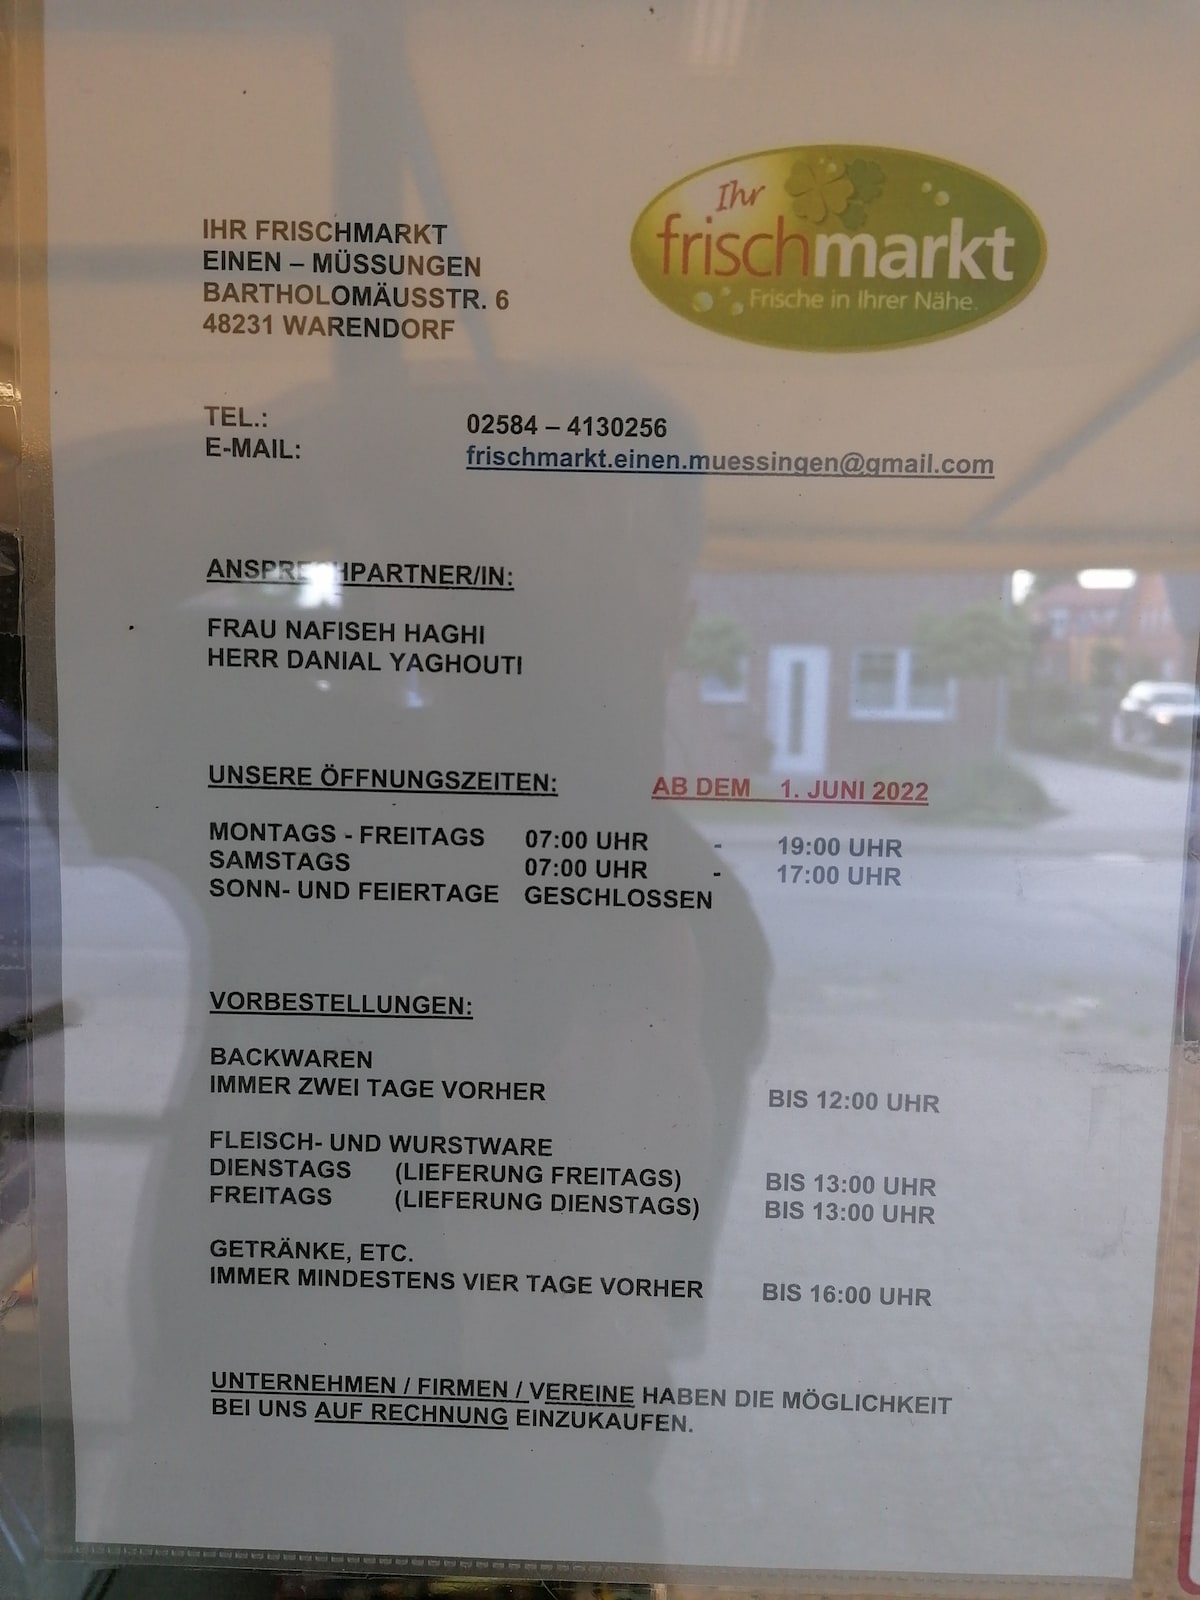 IHR FRISCHMARKT
EINEN – MÜSSUNGEN
BARTHOLOMÄUSSTR. 6
48231 WARENDORF
Ihr
frischmarkt
Frische in Ihrer Nähe.
TEL.: 02584 – 4130256
E-MAIL: frischmarkt.einen.muessingen@gmail.com
ANSPRECHPARTNER/IN:
FRAU NAFISEH HAGHI
HERR DANIAL YAGHOUTI
UNSERE ÖFFNUNGSZEITEN: AB DEM 1. JUNI 2022
MONTAGS - FREITAGS 07:00 UHR - 19:00 UHR
SAMSTAGS 07:00 UHR - 17:00 UHR
SONN- UND FEIERTAGE GESCHLOSSEN
VORBESTELLUNGEN:
BACKWAREN
IMMER ZWEI TAGE VORHER BIS 12:00 UHR
FLEISCH- UND WURSTWARE
DIENSTAGS (LIEFERUNG FREITAGS) BIS 13:00 UHR
FREITAGS (LIEFERUNG DIENSTAGS) BIS 13:00 UHR
GETRÄNKE, ETC.
IMMER MINDESTENS VIER TAGE VORHER BIS 16:00 UHR
UNTERNEHMEN / FIRMEN / VEREINE HABEN DIE MÖGLICHKEIT
BEI UNS AUF RECHNUNG EINZUKAUFEN.